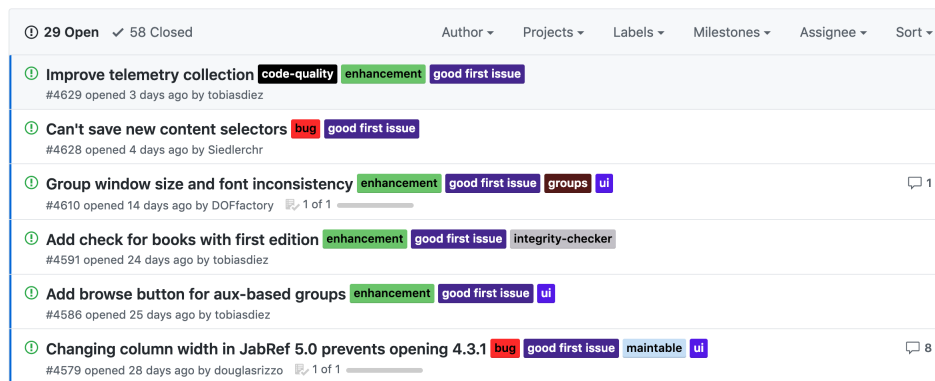 29 Open 58 Closed Author Projects Labels Milestones Assignee Sort
Improve telemetry collection code-quality enhancement good first issue
#4629 opened 3 days ago by tobiasdiez
Can't save new content selectors bug good first issue
#4628 opened 4 days ago by Siedlerchr
Group window size and font inconsistency enhancement good first issue groups ui 1
#4610 opened 14 days ago by DOFfactory 1 of 1
Add check for books with first edition enhancement good first issue integrity-checker
#4591 opened 24 days ago by tobiasdiez
Add browse button for aux-based groups enhancement good first issue ui
#4586 opened 25 days ago by tobiasdiez
Changing column width in JabRef 5.0 prevents opening 4.3.1 bug good first issue maintable ui 8
#4579 opened 28 days ago by douglasrizzo 1 of 1